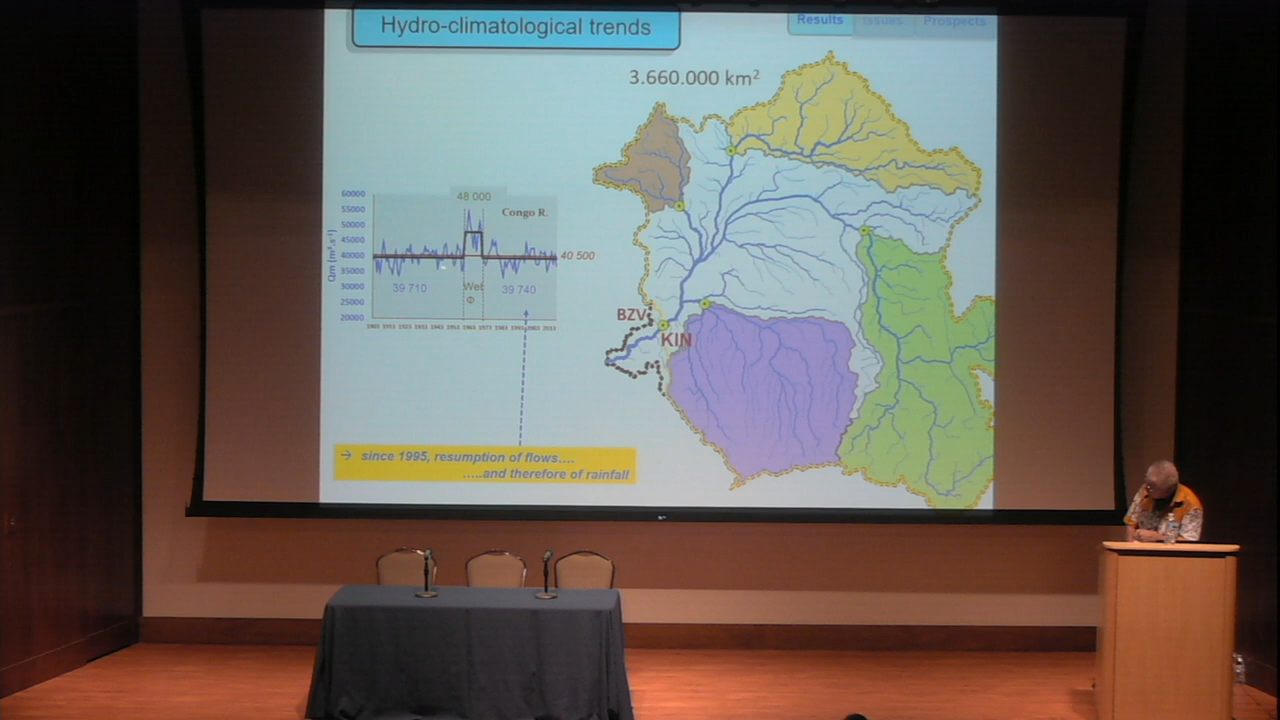 Hydro-climatological trends
Results Issues Prospects
3.660.000 km²
48 000
Congo R.
60000
55000
50000
45000
40000
35000
30000
25000
20000
Qm (m³.s⁻¹)
40 500
39 710
Wet
Φ
39 740
BZV
KIN
→ since 1995, resumption of flows....
.....and therefore of rainfall